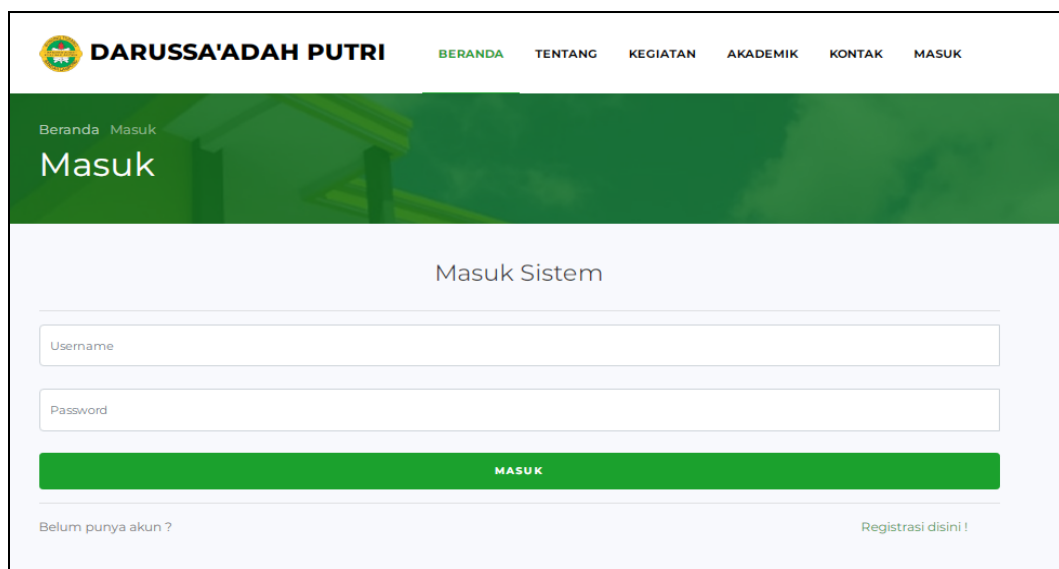 DARUSSA'ADAH PUTRI BERANDA TENTANG KEGIATAN AKADEMIK KONTAK MASUK
Beranda Masuk
Masuk
Masuk Sistem
Username
Password
MASUK
Belum punya akun ? Registrasi disini !